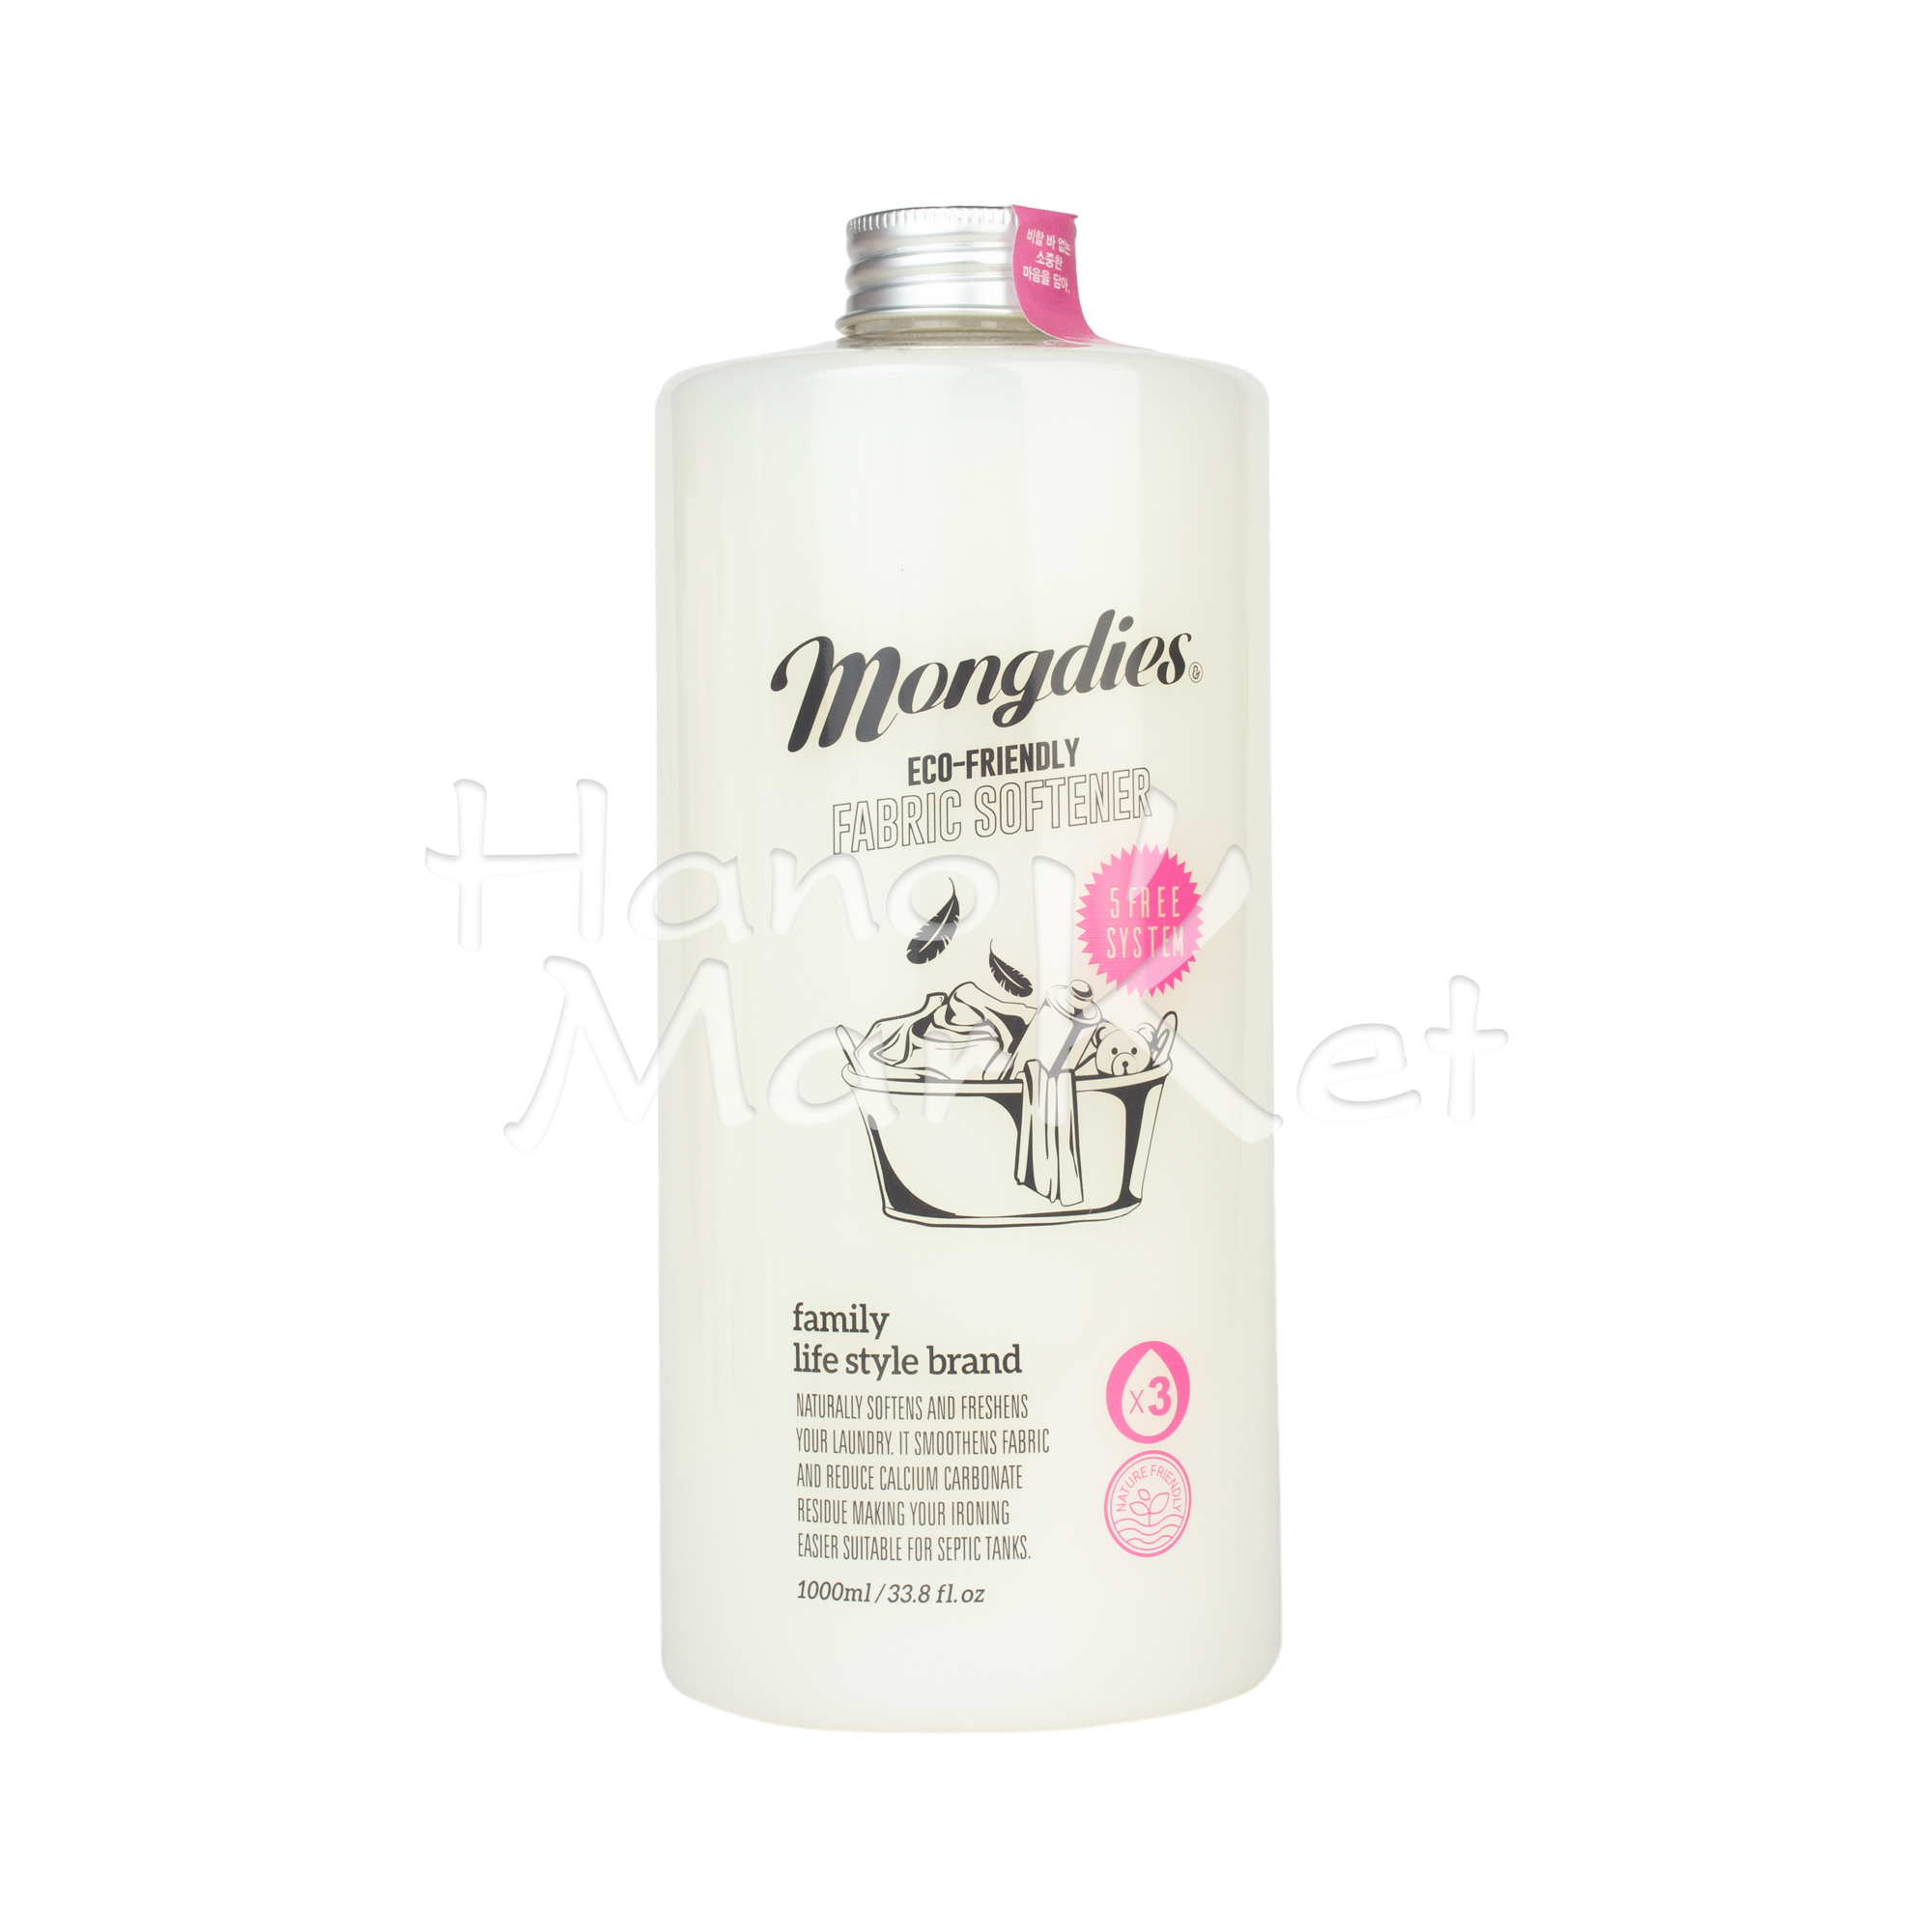 비할 바 없는
소중한
마음을 담아.
Mongdies
ECO-FRIENDLY
FABRIC SOFTENER
5 FREE
SYSTEM
Hano
Market
family
life style brand
NATURALLY SOFTENS AND FRESHENS
YOUR LAUNDRY. IT SMOOTHENS FABRIC
AND REDUCE CALCIUM CARBONATE
RESIDUE MAKING YOUR IRONING
EASIER SUITABLE FOR SEPTIC TANKS.
1000ml / 33.8 fl. oz
x3
NATURE FRIENDLY